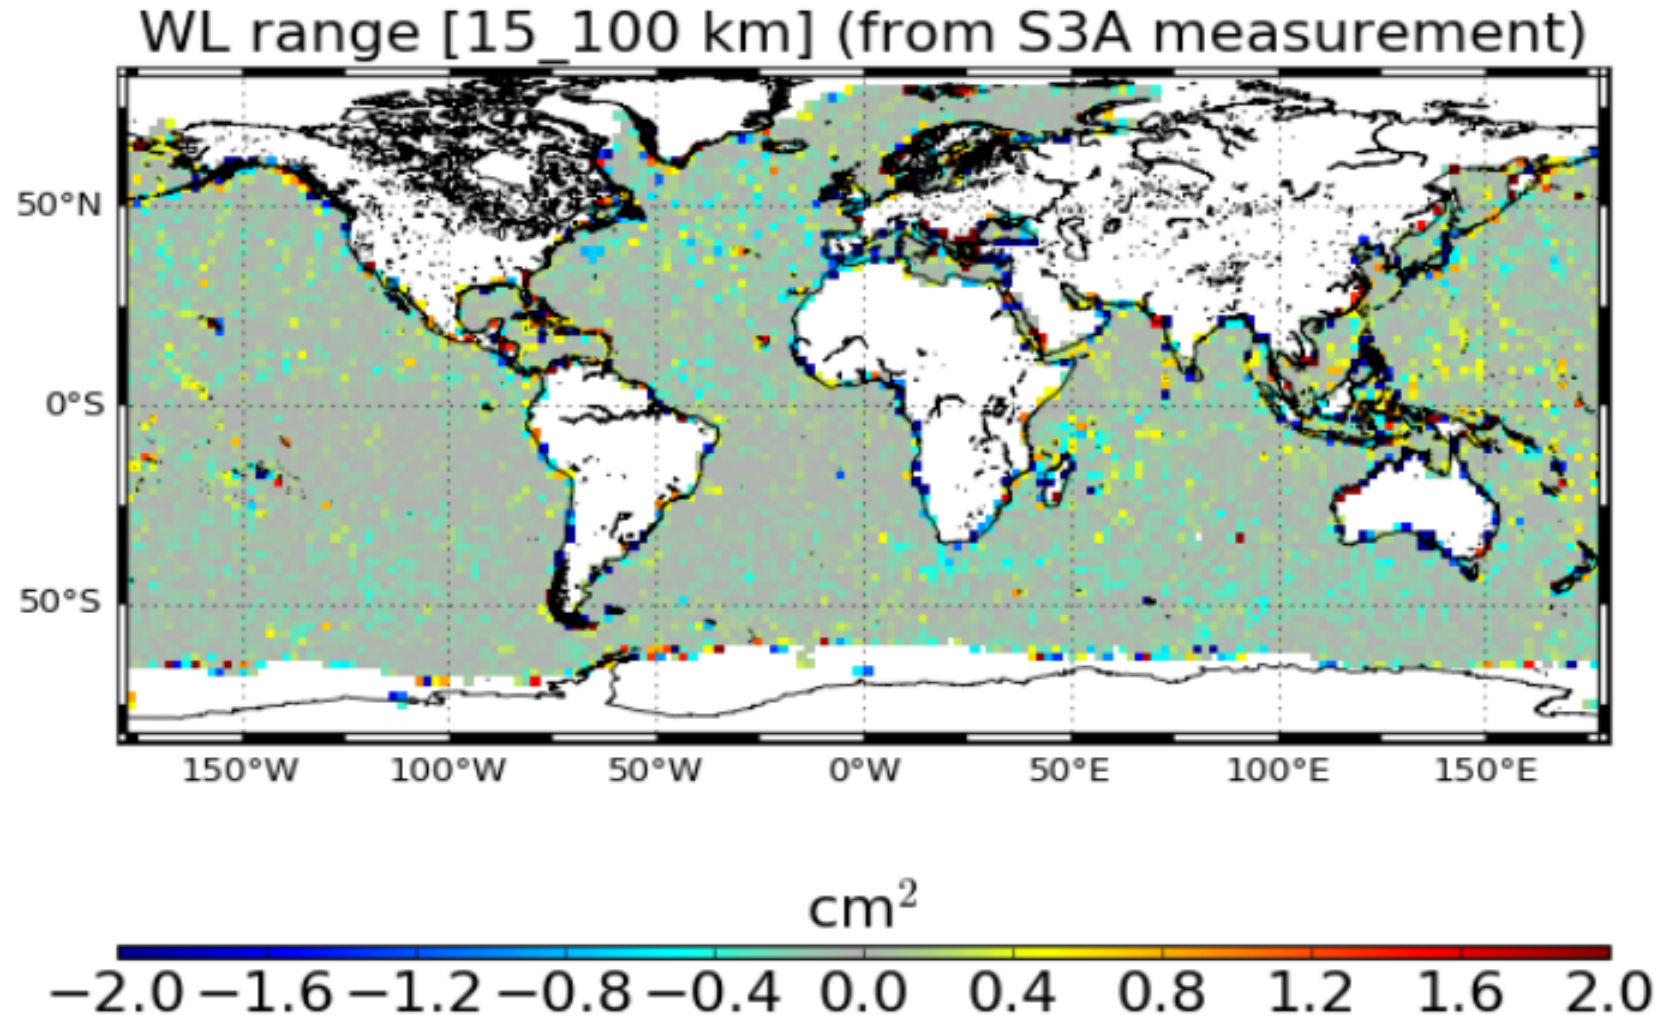 WL range [15_100 km] (from S3A measurement)
50°N
0°S
50°S
150°W 100°W 50°W 0°W 50°E 100°E 150°E
cm²
−2.0 −1.6 −1.2 −0.8 −0.4 0.0 0.4 0.8 1.2 1.6 2.0